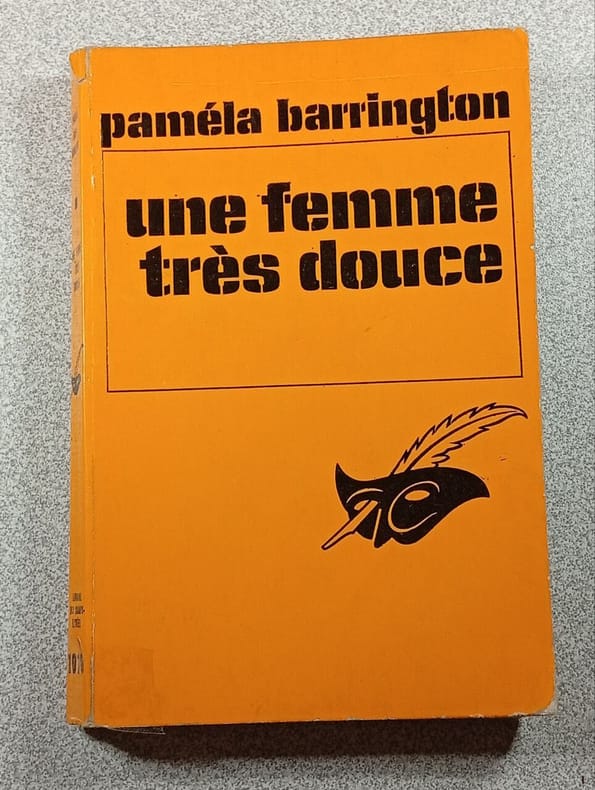 paméla barrington
une femme
très douce